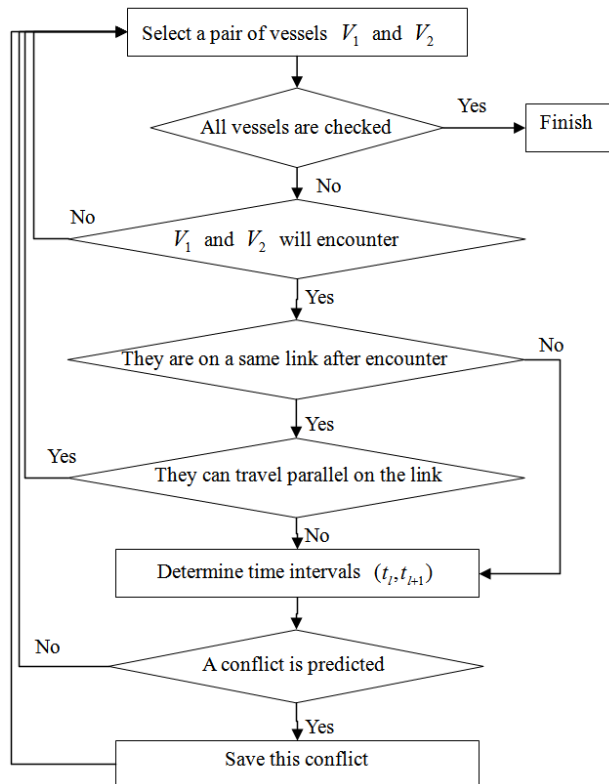 Select a pair of vessels V₁ and V₂
Yes
All vessels are checked
Finish
No
No
V₁ and V₂ will encounter
Yes
They are on a same link after encounter
No
Yes
Yes
They can travel parallel on the link
No
Determine time intervals (tₗ,tₗ₊₁)
No
A conflict is predicted
Yes
Save this conflict